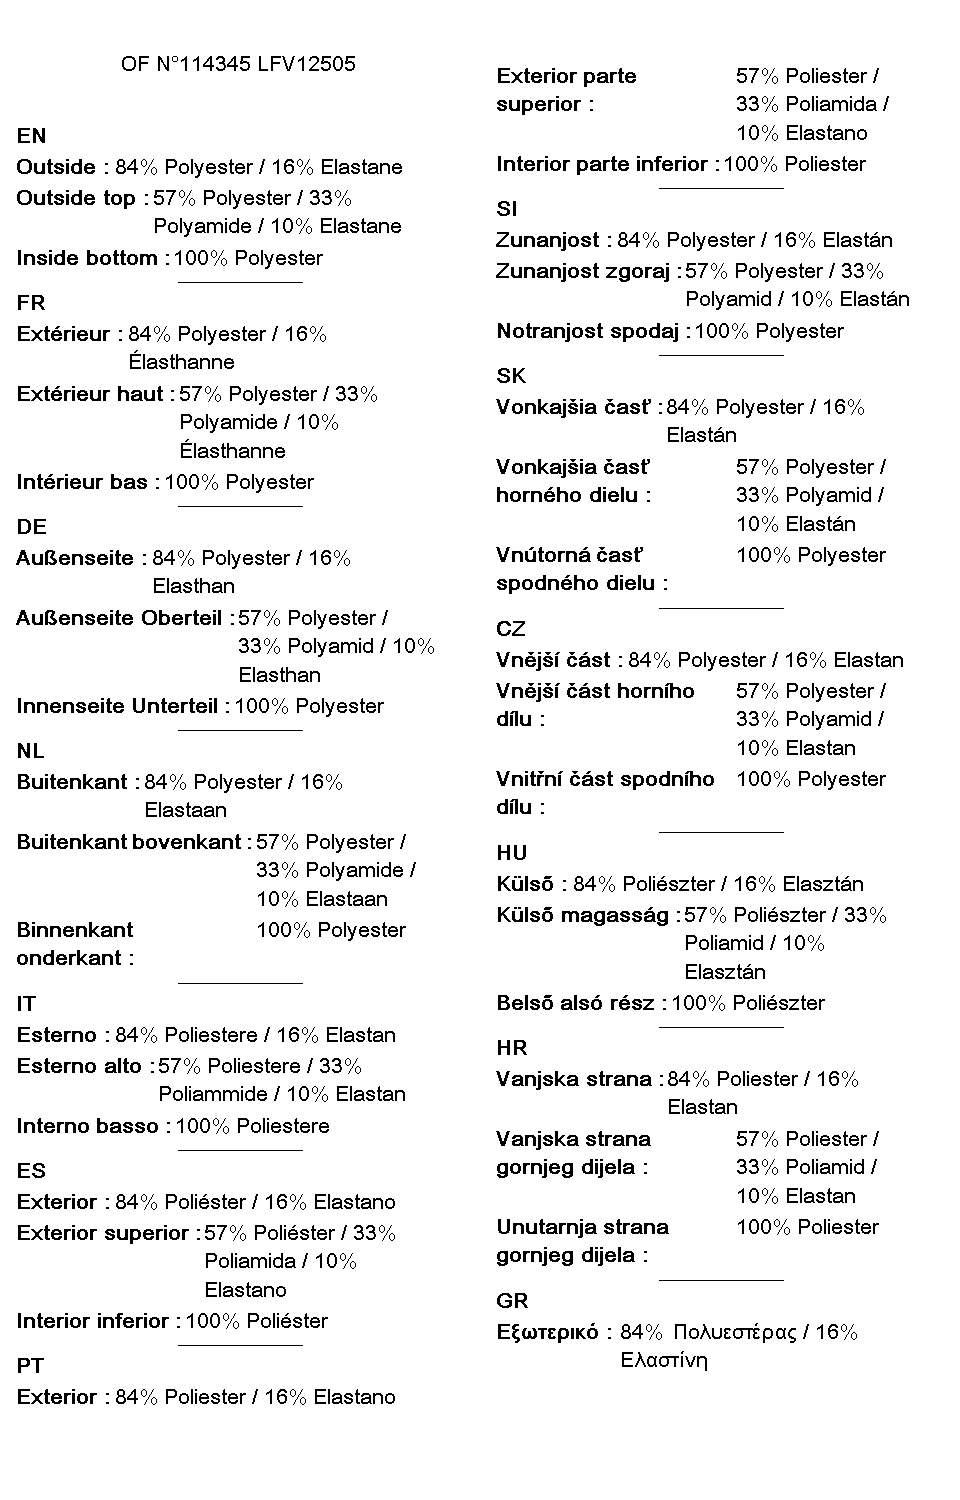 OF N°114345 LFV12505
EN
Outside : 84% Polyester / 16% Elastane
Outside top : 57% Polyester / 33%
Polyamide / 10% Elastane
Inside bottom : 100% Polyester
FR
Extérieur : 84% Polyester / 16%
Élasthanne
Extérieur haut : 57% Polyester / 33%
Polyamide / 10%
Élasthanne
Intérieur bas : 100% Polyester
DE
Außenseite : 84% Polyester / 16%
Elasthan
Außenseite Oberteil : 57% Polyester /
33% Polyamid / 10%
Elasthan
Innenseite Unterteil : 100% Polyester
NL
Buitenkant : 84% Polyester / 16%
Elastaan
Buitenkant bovenkant : 57% Polyester /
33% Polyamide /
10% Elastaan
Binnenkant 100% Polyester
onderkant :
IT
Esterno : 84% Poliestere / 16% Elastan
Esterno alto : 57% Poliestere / 33%
Poliammide / 10% Elastan
Interno basso : 100% Poliestere
ES
Exterior : 84% Poliéster / 16% Elastano
Exterior superior : 57% Poliéster / 33%
Poliamida / 10%
Elastano
Interior inferior : 100% Poliéster
PT
Exterior : 84% Poliester / 16% Elastano
Exterior parte 57% Poliester /
superior : 33% Poliamida /
10% Elastano
Interior parte inferior : 100% Poliester
SI
Zunanjost : 84% Polyester / 16% Elastán
Zunanjost zgoraj : 57% Polyester / 33%
Polyamid / 10% Elastán
Notranjost spodaj : 100% Polyester
SK
Vonkajšia časť : 84% Polyester / 16%
Elastán
Vonkajšia časť 57% Polyester /
horného dielu : 33% Polyamid /
10% Elastán
Vnútorná časť 100% Polyester
spodného dielu :
CZ
Vnější část : 84% Polyester / 16% Elastan
Vnější část horního 57% Polyester /
dílu : 33% Polyamid /
10% Elastan
Vnitřní část spodního 100% Polyester
dílu :
HU
Külső : 84% Poliészter / 16% Elasztán
Külső magasság : 57% Poliészter / 33%
Poliamid / 10%
Elasztán
Belső alsó rész : 100% Poliészter
HR
Vanjska strana : 84% Poliester / 16%
Elastan
Vanjska strana 57% Poliester /
gornjeg dijela : 33% Poliamid /
10% Elastan
Unutarnja strana 100% Poliester
gornjeg dijela :
GR
Εξωτερικό : 84% Πολυεστέρας / 16%
Ελαστίνη